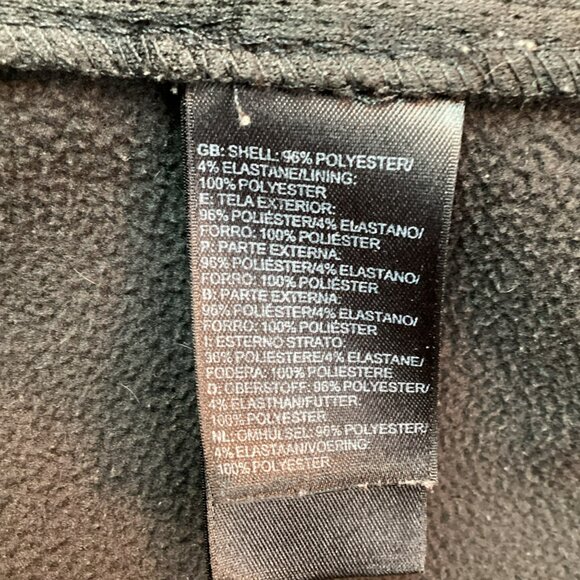 GB: SHELL: 96% POLYESTER/
4% ELASTANE/LINING:
100% POLYESTER
E: TELA EXTERIOR:
96% POLIÉSTER/4% ELASTANO/
FORRO: 100% POLIÉSTER
P: PARTE EXTERNA:
96% POLIÉSTER/4% ELASTANO/
FORRO: 100% POLIÉSTER
B: PARTE EXTERNA:
96% POLIÉSTER/4% ELASTANO/
FORRO: 100% POLIÉSTER
I: ESTERNO STRATO:
96% POLIESTERE/4% ELASTANE/
FODERA: 100% POLIESTERE
D: OBERSTOFF: 96% POLYESTER/
4% ELASTHAN/FUTTER:
100% POLYESTER
NL: OMHULSEL: 96% POLYESTER/
4% ELASTAAN/VOERING:
100% POLYESTER